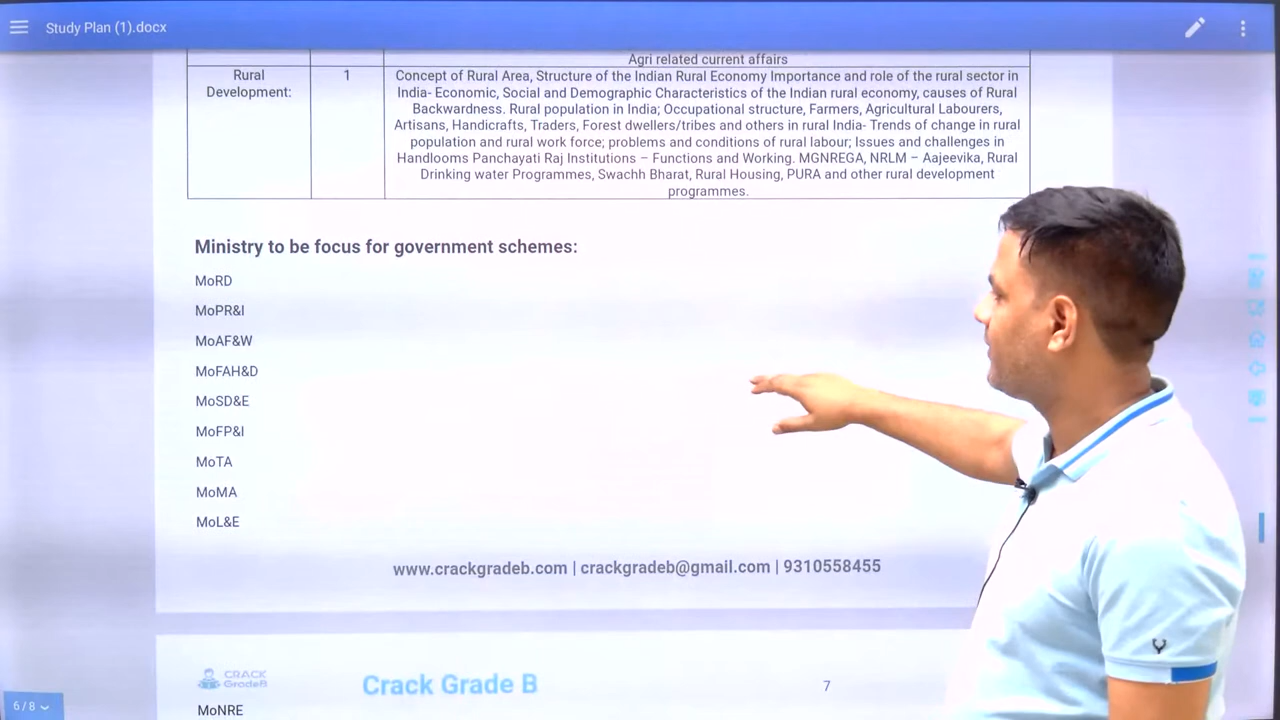 Study Plan (1).docx
Agri related current affairs
Rural
Development:
1
Concept of Rural Area, Structure of the Indian Rural Economy Importance and role of the rural sector in
India- Economic, Social and Demographic Characteristics of the Indian rural economy, causes of Rural
Backwardness. Rural population in India; Occupational structure, Farmers, Agricultural Labourers,
Artisans, Handicrafts, Traders, Forest dwellers/tribes and others in rural India- Trends of change in rural
population and rural work force; problems and conditions of rural labour; Issues and challenges in
Handlooms Panchayati Raj Institutions – Functions and Working. MGNREGA, NRLM – Aajeevika, Rural
Drinking water Programmes, Swachh Bharat, Rural Housing, PURA and other rural development
programmes.
Ministry to be focus for government schemes:
MoRD
MoPR&I
MoAF&W
MoFAH&D
MoSD&E
MoFP&I
MoTA
MoMA
MoL&E
www.crackgradeb.com | crackgradeb@gmail.com | 9310558455
CRACK
GradeB
Crack Grade B
7
6 / 8
MoNRE